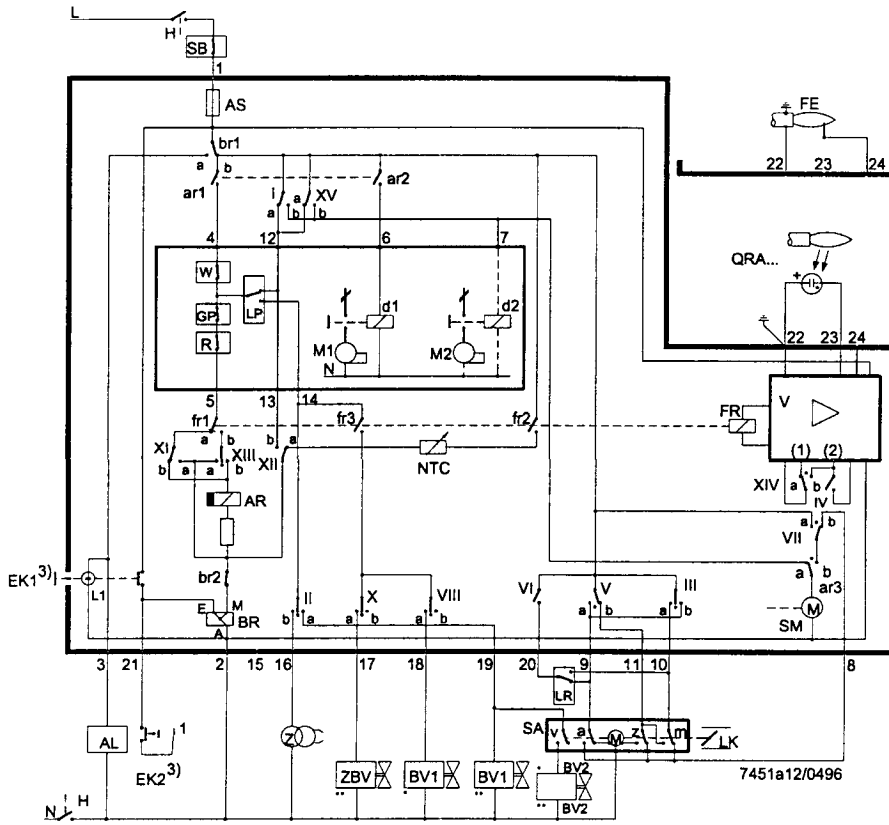 L
H
SB
1
AS
FE
22 23 24
br1
a b
ar1 ar2
i a XV
a b b
QRA...
+
4 12 6 7
W
LP
GP
R
d1 d2
M1 M2
N
22 23 24
5 13 14
fr1 fr3 fr2
FR
V
a b b a
XI XIII XII
b a a b
NTC
(1) (2)
XIV a b IV
AR
a b
VII
EK1³⁾ L1
br2
E M
A BR
II X VIII
b a a b a b
VI V III
b a a b
a b
ar3
M
SM
3 21 2 15 16 17 18 19 20 9 11 10 8
LR
SA v a M z m
LK
AL
1
EK2³⁾
Z
ZBV BV1 BV1 BV2
BV2
7451a12/0496
N H